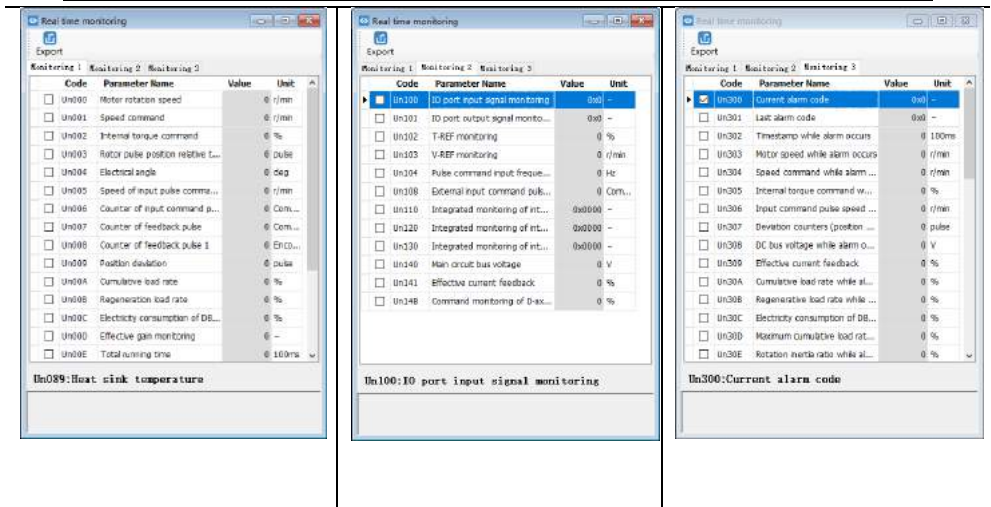 Real time monitoring
Export
Monitoring 1 Monitoring 2 Monitoring 3
Code Parameter Name Value Unit
Un000 Motor rotation speed 0 r/min
Un001 Speed command 0 r/min
Un002 Internal torque command 0 %
Un003 Rotor pulse position relative t... 0 pulse
Un004 Electrical angle 0 deg
Un005 Speed of input pulse comma... 0 r/min
Un006 Counter of input command p... 0 Com...
Un007 Counter of feedback pulse 0 Com...
Un008 Counter of feedback pulse 1 0 Enco...
Un009 Position deviation 0 pulse
Un00A Cumulative load rate 0 %
Un00B Regeneration load rate 0 %
Un00C Electricity consumption of DB... 0 %
Un00D Effective gain monitoring 0 –
Un00E Total running time 0 100ms
Un089:Heat sink temperature
Real time monitoring
Export
Monitoring 1 Monitoring 2 Monitoring 3
Code Parameter Name Value Unit
Un100 IO port input signal monitoring 0x0 –
Un101 IO port output signal monito... 0x0 –
Un102 T-REF monitoring 0 %
Un103 V-REF monitoring 0 r/min
Un104 Pulse command input freque... 0 Hz
Un108 External input command puls... 0 Com...
Un110 Integrated monitoring of int... 0x0000 –
Un120 Integrated monitoring of int... 0x0000 –
Un130 Integrated monitoring of int... 0x0000 –
Un140 Main circuit bus voltage 0 V
Un141 Effective current feedback 0 %
Un148 Command monitoring of D-ax... 0 %
Un100:IO port input signal monitoring
Real time monitoring
Export
Monitoring 1 Monitoring 2 Monitoring 3
Code Parameter Name Value Unit
Un300 Current alarm code 0x0 –
Un301 Last alarm code 0x0 –
Un302 Timestamp while alarm occurs 0 100ms
Un303 Motor speed while alarm occurs 0 r/min
Un304 Speed command while alarm ... 0 r/min
Un305 Internal torque command w... 0 %
Un306 Input command pulse speed ... 0 r/min
Un307 Deviation counters (position ... 0 pulse
Un308 DC bus voltage while alarm o... 0 V
Un309 Effective current feedback 0 %
Un30A Cumulative load rate while al... 0 %
Un30B Regenerative load rate while ... 0 %
Un30C Electricity consumption of DB... 0 %
Un30D Maximum cumulative load rat... 0 %
Un30E Rotation inertia ratio while al... 0 %
Un300:Current alarm code